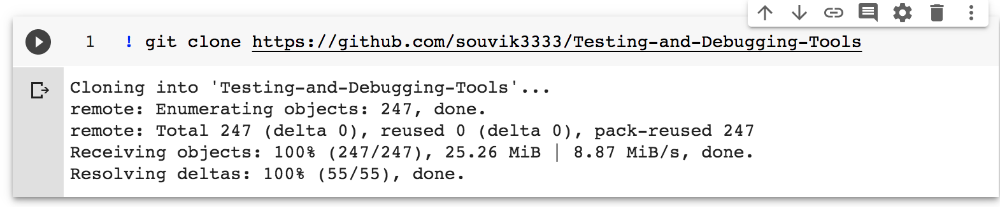 1 ! git clone https://github.com/souvik3333/Testing-and-Debugging-Tools
Cloning into 'Testing-and-Debugging-Tools'...
remote: Enumerating objects: 247, done.
remote: Total 247 (delta 0), reused 0 (delta 0), pack-reused 247
Receiving objects: 100% (247/247), 25.26 MiB | 8.87 MiB/s, done.
Resolving deltas: 100% (55/55), done.